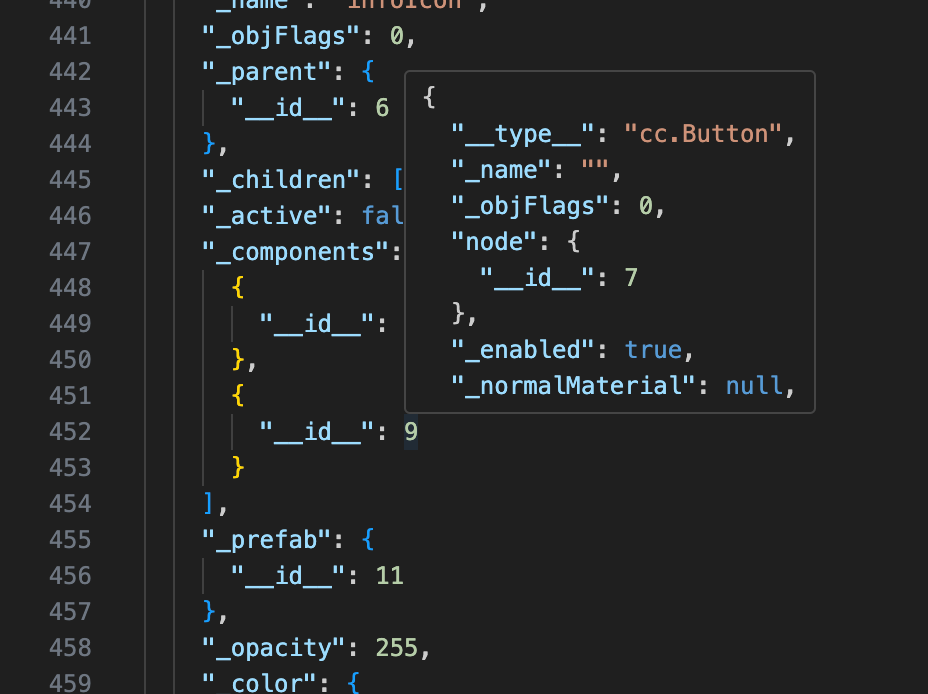 440 "_name": "infoIcon",
441 "_objFlags": 0,
442 "_parent": {
443 "__id__": 6
444 },
445 "_children": [
446 "_active": fal
447 "_components":
448 {
449 "__id__":
450 },
451 {
452 "__id__": 9
453 }
454 ],
455 "_prefab": {
456 "__id__": 11
457 },
458 "_opacity": 255,
459 "_color": {
{
"__type__": "cc.Button",
"_name": "",
"_objFlags": 0,
"node": {
"__id__": 7
},
"_enabled": true,
"_normalMaterial": null,